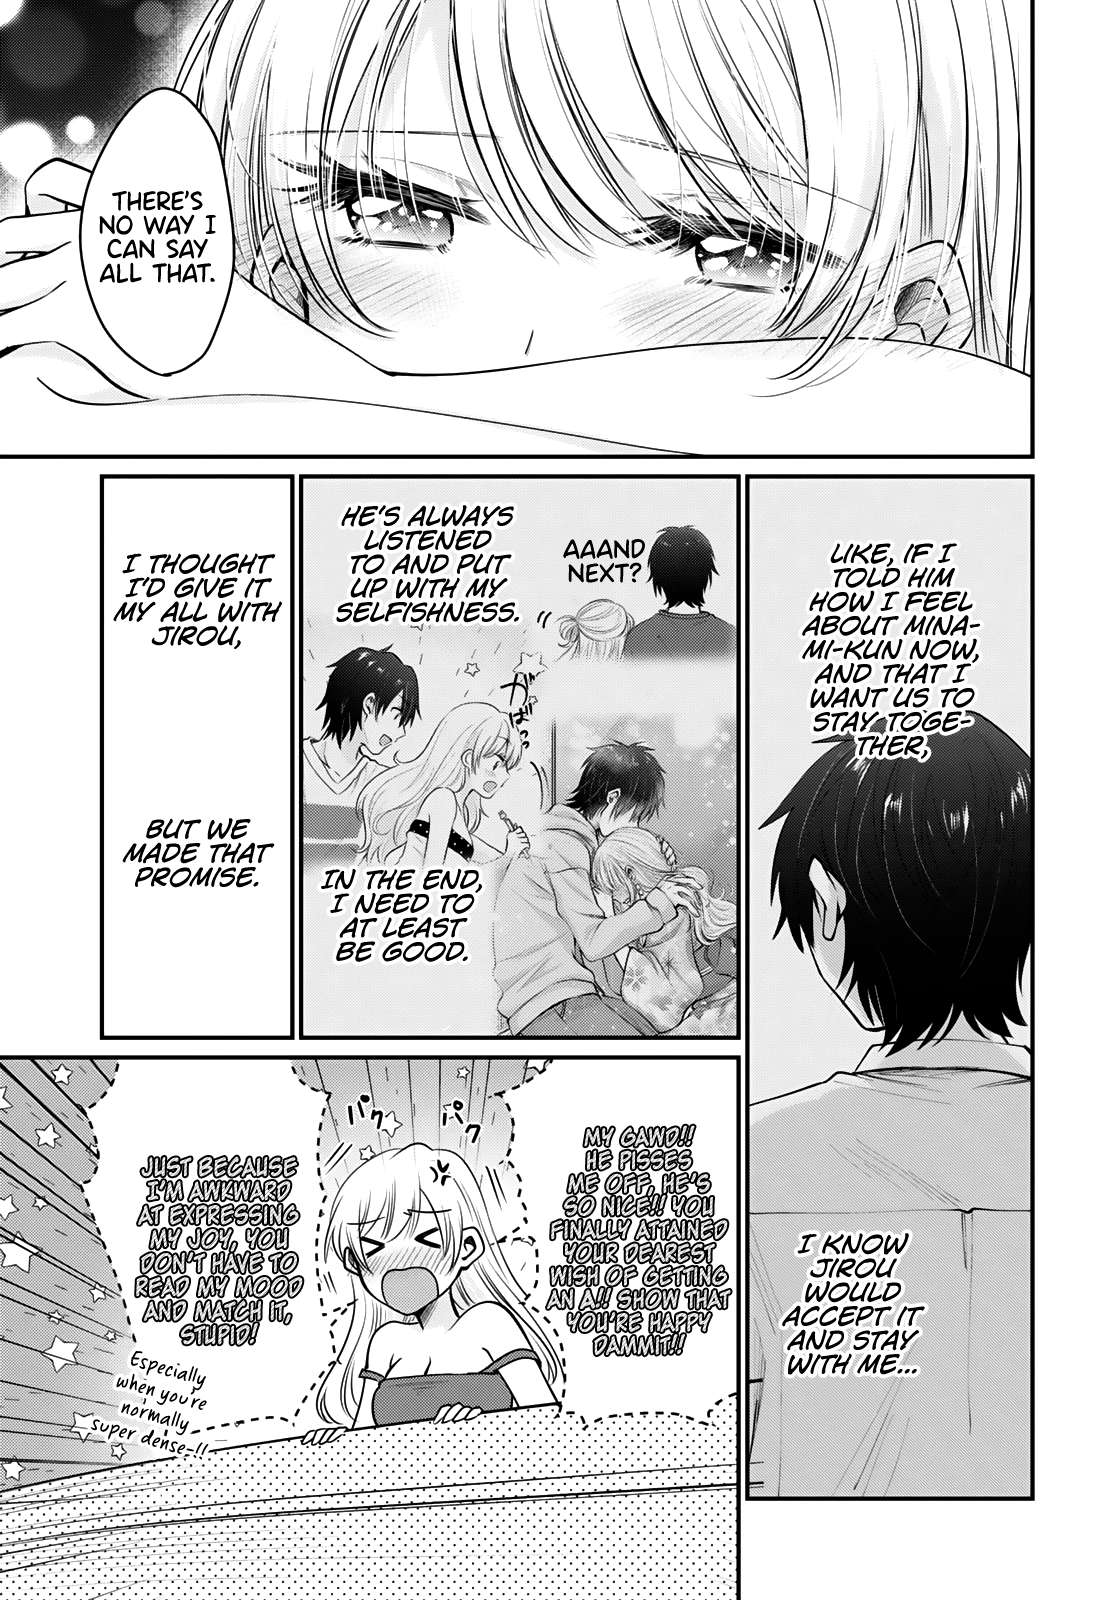 THERE'S
NO WAY I
CAN SAY
ALL THAT.
LIKE, IF I
TOLD HIM
HOW I FEEL
ABOUT MINA-
MI-KUN NOW,
AND THAT I
WANT US TO
STAY TOGE-
THER,
I KNOW
JIROU
WOULD
ACCEPT IT
AND STAY
WITH ME...
AAAND
NEXT?
HE'S ALWAYS
LISTENED
TO AND PUT
UP WITH MY
SELFISHNESS.
IN THE END,
I NEED TO
AT LEAST
BE GOOD.
I THOUGHT
I'D GIVE IT
MY ALL WITH
JIROU,
BUT WE
MADE THAT
PROMISE.
MY GAWD!!
HE PISSES
ME OFF, HE'S
SO NICE!! YOU
FINALLY ATTAINED
YOUR DEAREST
WISH OF GETTING
AN A!! SHOW THAT
YOU'RE HAPPY
DAMMIT!!
パク
パク
JUST BECAUSE
I'M AWKWARD
AT EXPRESSING
MY JOY, YOU
DON'T HAVE TO
READ MY MOOD
AND MATCH IT,
STUPID!
Especially
when you're
normally
super dense-!!